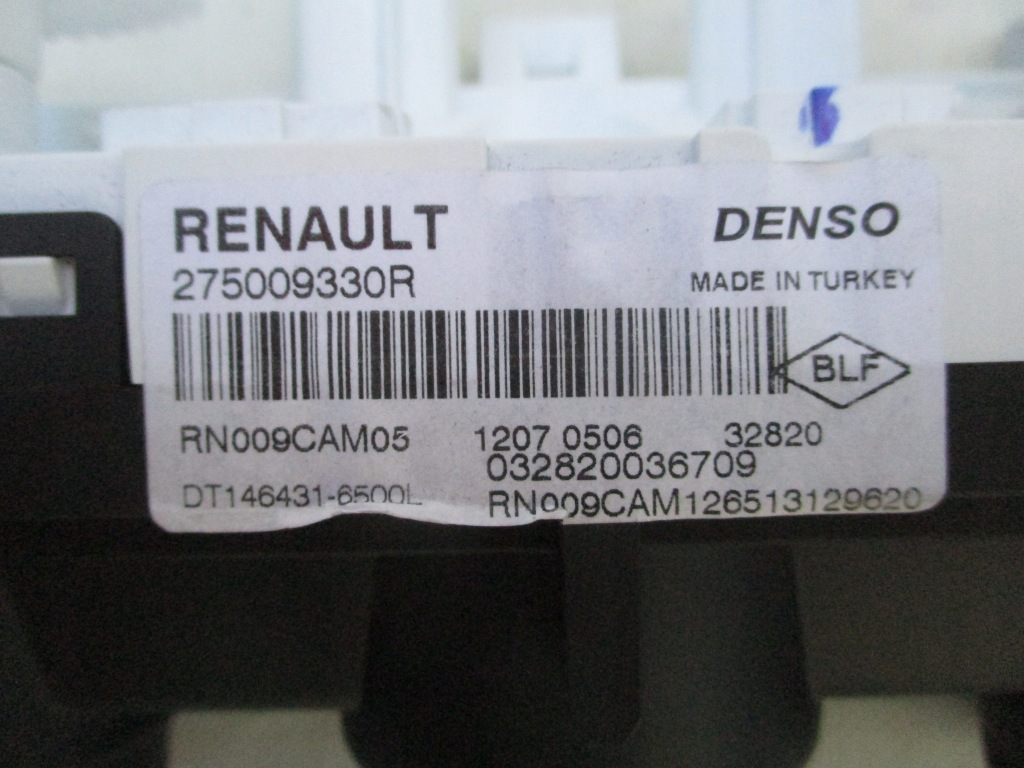 RENAULT
DENSO
275009330R
MADE IN TURKEY
BLF
RN009CAM05 1207 0506 32820
032820036709
DT146431-6500L
RN009CAM126513129620